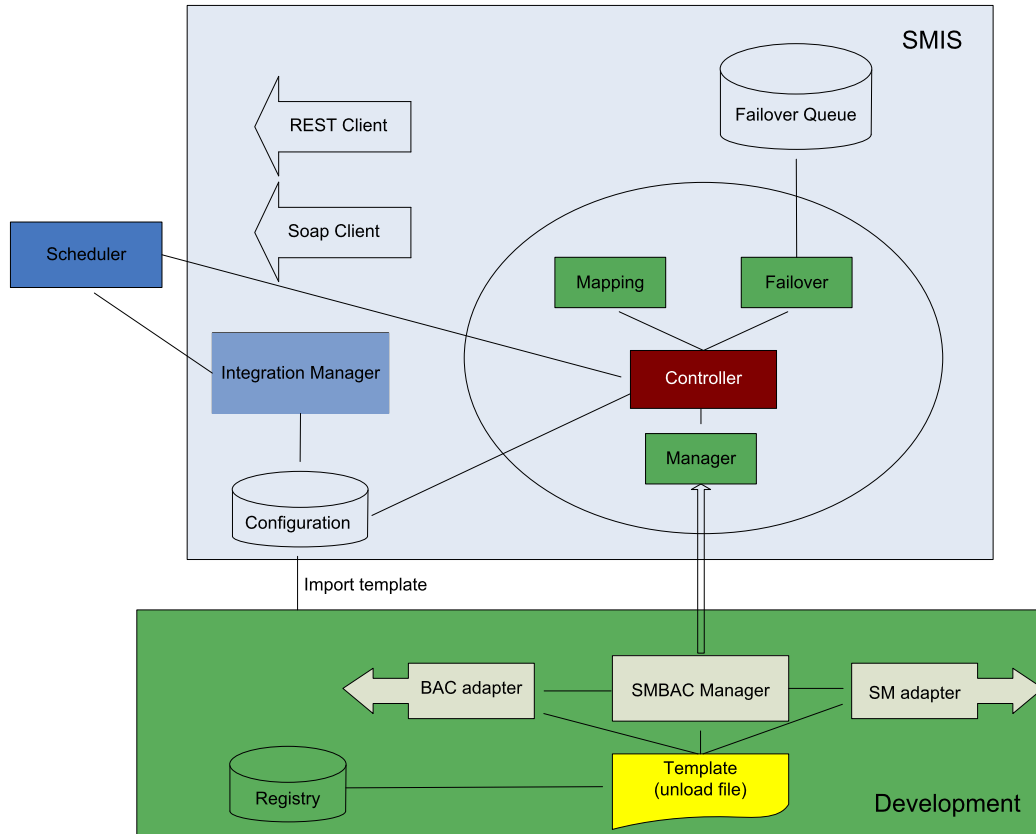 SMIS
Failover Queue
REST Client
Soap Client
Scheduler
Mapping
Failover
Integration Manager
Controller
Manager
Configuration
Import template
BAC adapter
SMBAC Manager
SM adapter
Template
(unload file)
Registry
Development